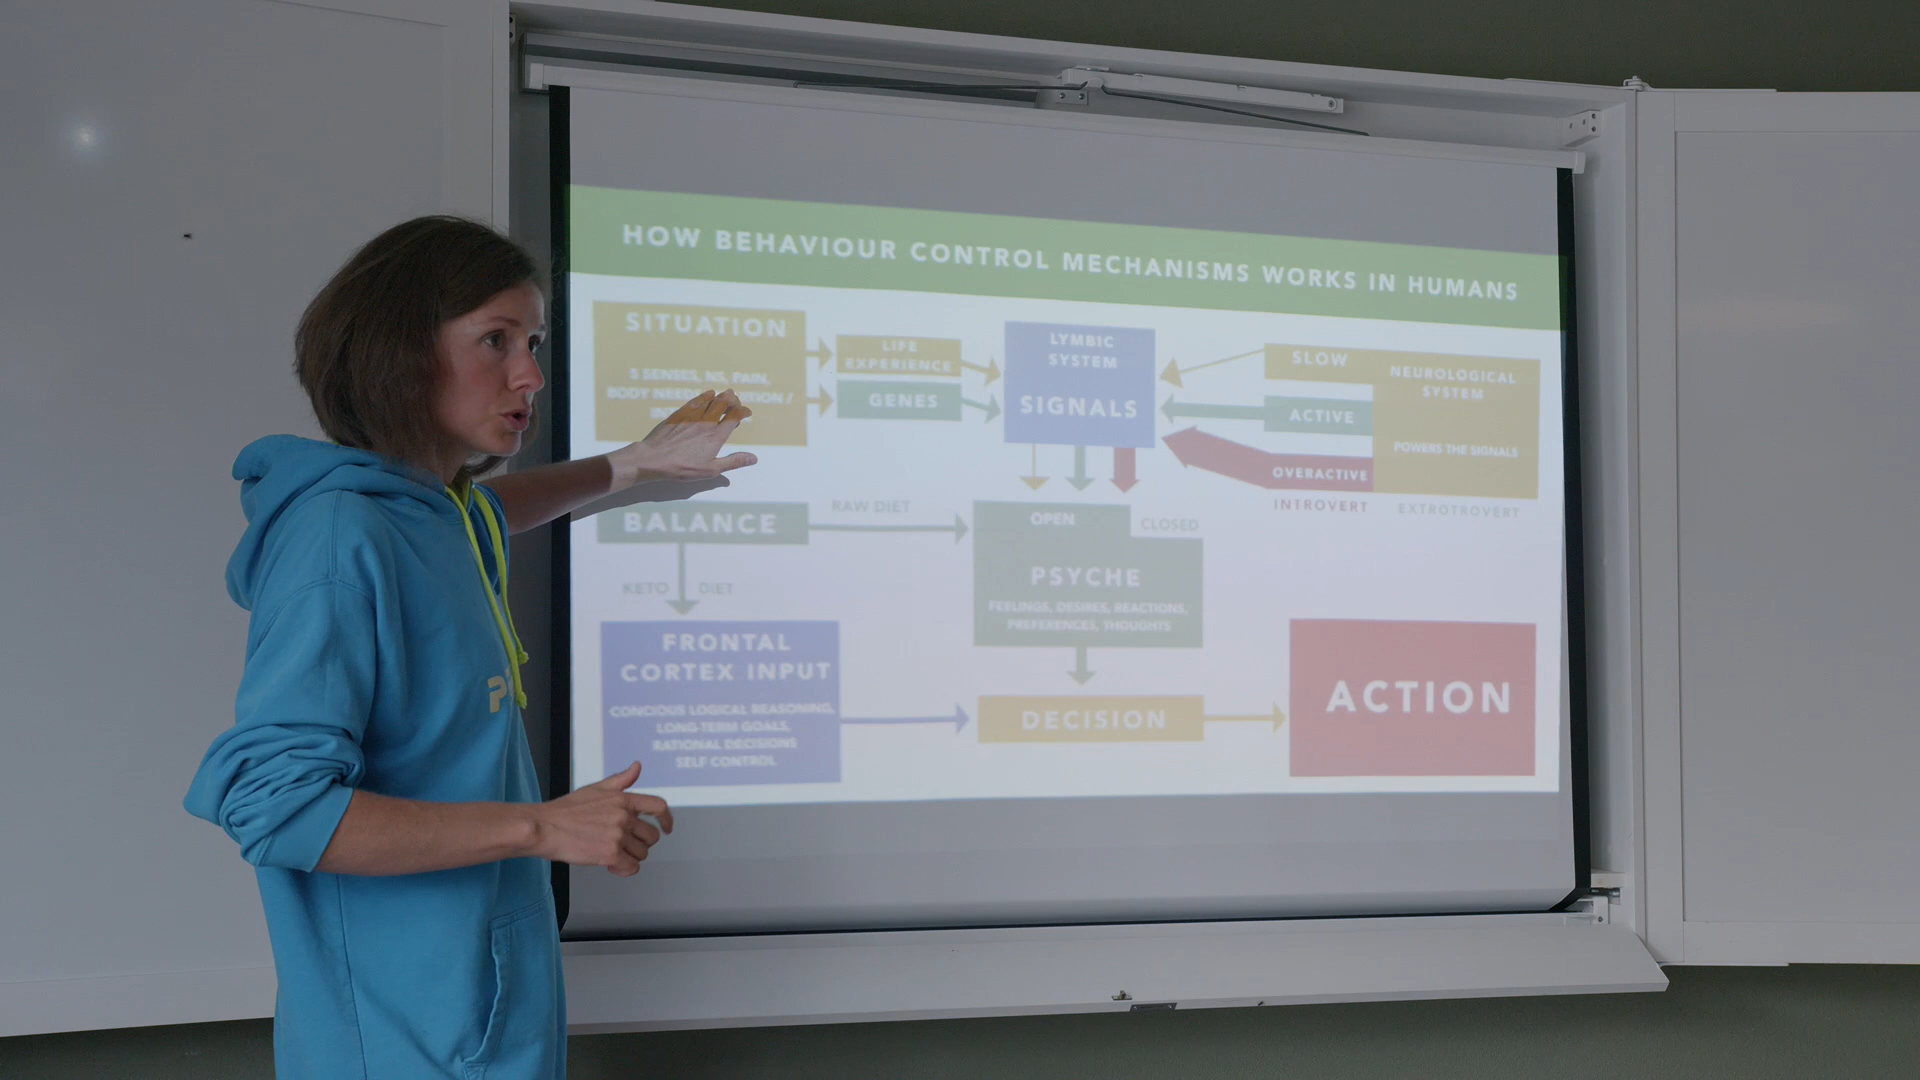 HOW BEHAVIOUR CONTROL MECHANISMS WORKS IN HUMANS
SITUATION
5 SENSES, NS, PAIN,
BODY NEED
LIFE
EXPERIENCE
GENES
LYMBIC
SYSTEM
SIGNALS
SLOW
ACTIVE
OVERACTIVE
NEUROLOGICAL
SYSTEM
POWERS THE SIGNALS
INTROVERT
EXTROTROVERT
BALANCE
RAW DIET
KETO DIET
OPEN
CLOSED
PSYCHE
FEELINGS, DESIRES, REACTIONS,
PREFERENCES, THOUGHTS
FRONTAL
CORTEX INPUT
CONCIOUS LOGICAL REASONING,
LONG-TERM GOALS,
RATIONAL DECISIONS
SELF CONTROL
DECISION
ACTION